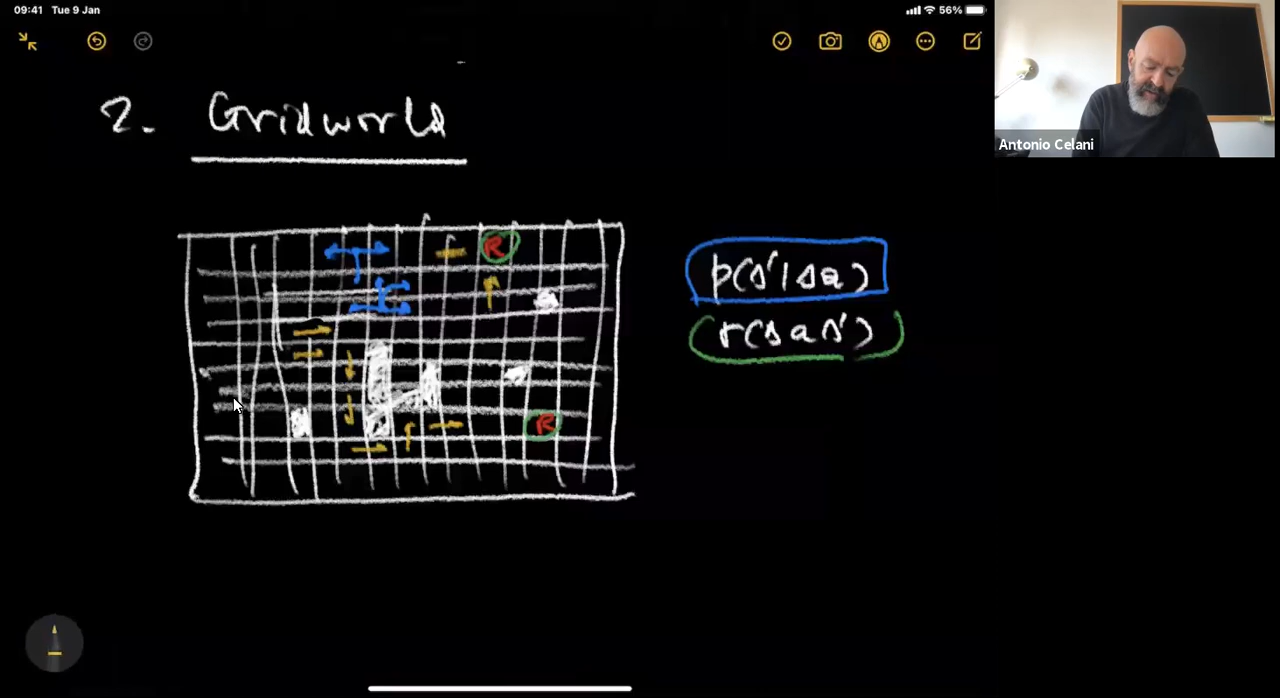 09:41 Tue 9 Jan
56%
Antonio Celani
2. Gridworld
R
R
p(s'|sa)
r(sas')